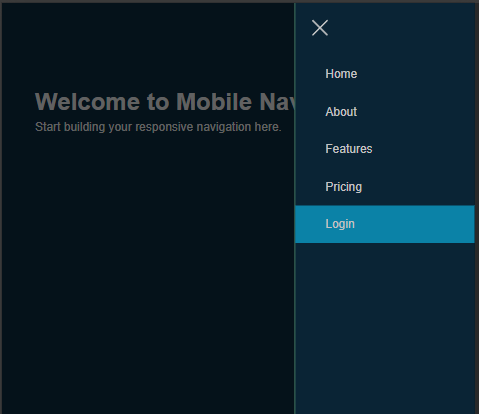 Welcome to Mobile Nav
Start building your responsive navigation here.
Home
About
Features
Pricing
Login